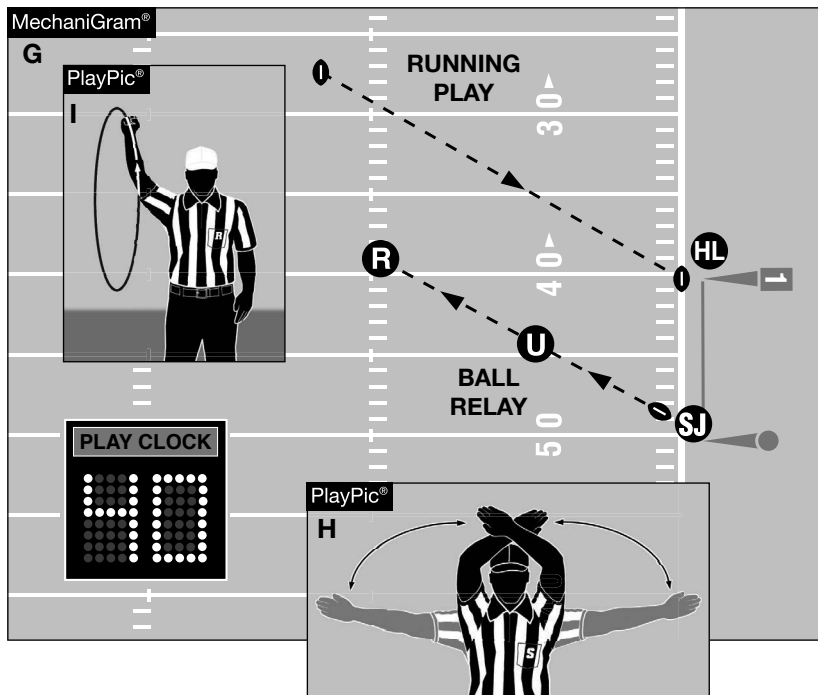 MechaniGram®
G
PlayPic®
I
R
RUNNING
PLAY
30
HL
R
40
1
U
BALL
RELAY
SJ
50
PLAY CLOCK
40
PlayPic®
H
S